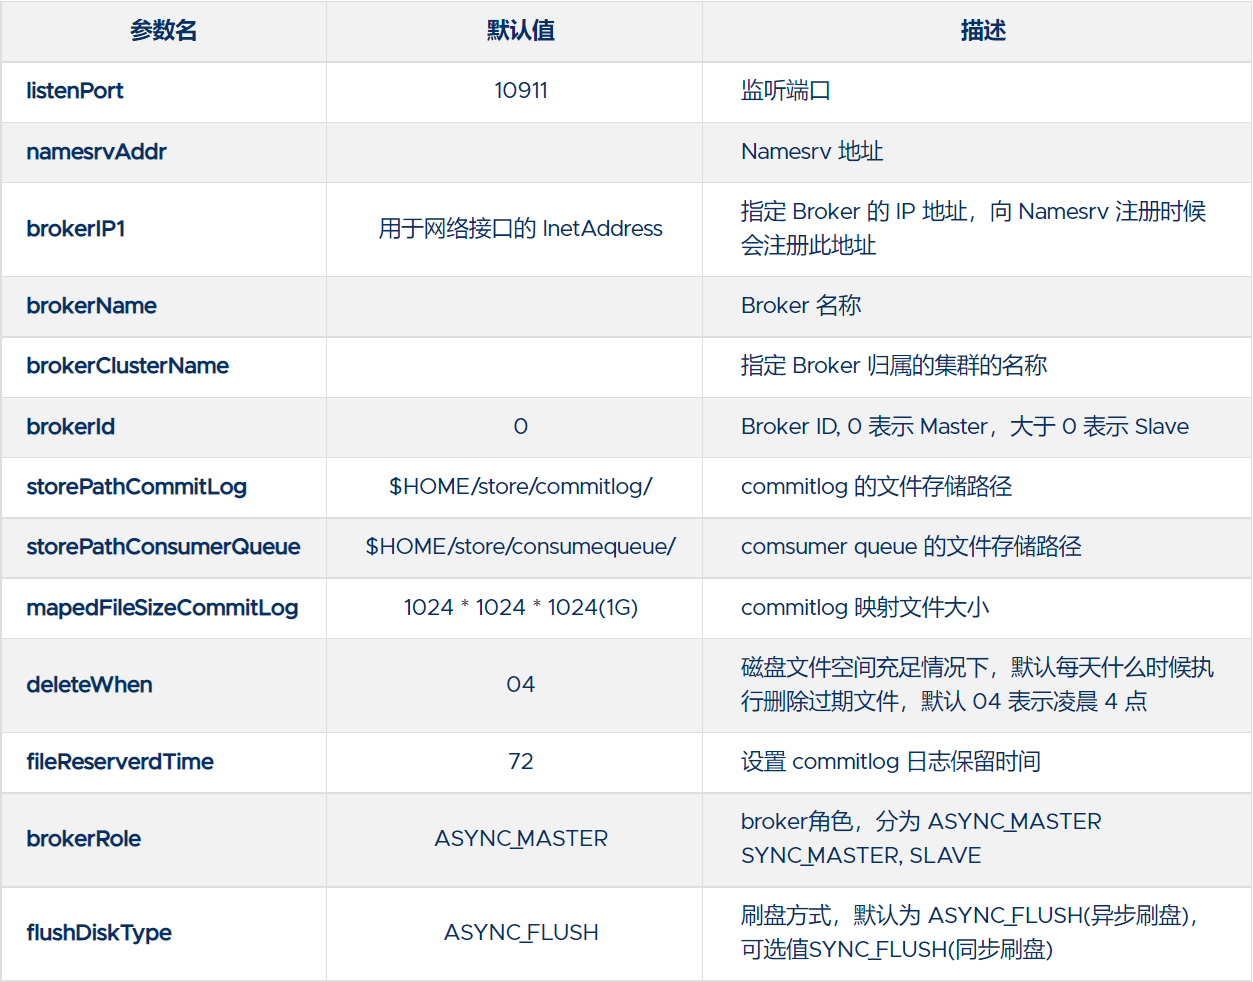 参数名 默认值 描述
listenPort 10911 监听端口
namesrvAddr Namesrv 地址
brokerIP1 用于网络接口的 InetAddress 指定 Broker 的 IP 地址，向 Namesrv 注册时候
会注册此地址
brokerName Broker 名称
brokerClusterName 指定 Broker 归属的集群的名称
brokerId 0 Broker ID, 0 表示 Master，大于 0 表示 Slave
storePathCommitLog $HOME/store/commitlog/ commitlog 的文件存储路径
storePathConsumerQueue $HOME/store/consumequeue/ comsumer queue 的文件存储路径
mapedFileSizeCommitLog 1024 * 1024 * 1024(1G) commitlog 映射文件大小
deleteWhen 04 磁盘文件空间充足情况下，默认每天什么时候执
行删除过期文件，默认 04 表示凌晨 4 点
fileReserverdTime 72 设置 commitlog 日志保留时间
brokerRole ASYNC_MASTER broker角色，分为 ASYNC_MASTER
SYNC_MASTER, SLAVE
flushDiskType ASYNC_FLUSH 刷盘方式，默认为 ASYNC_FLUSH(异步刷盘)，
可选值SYNC_FLUSH(同步刷盘)